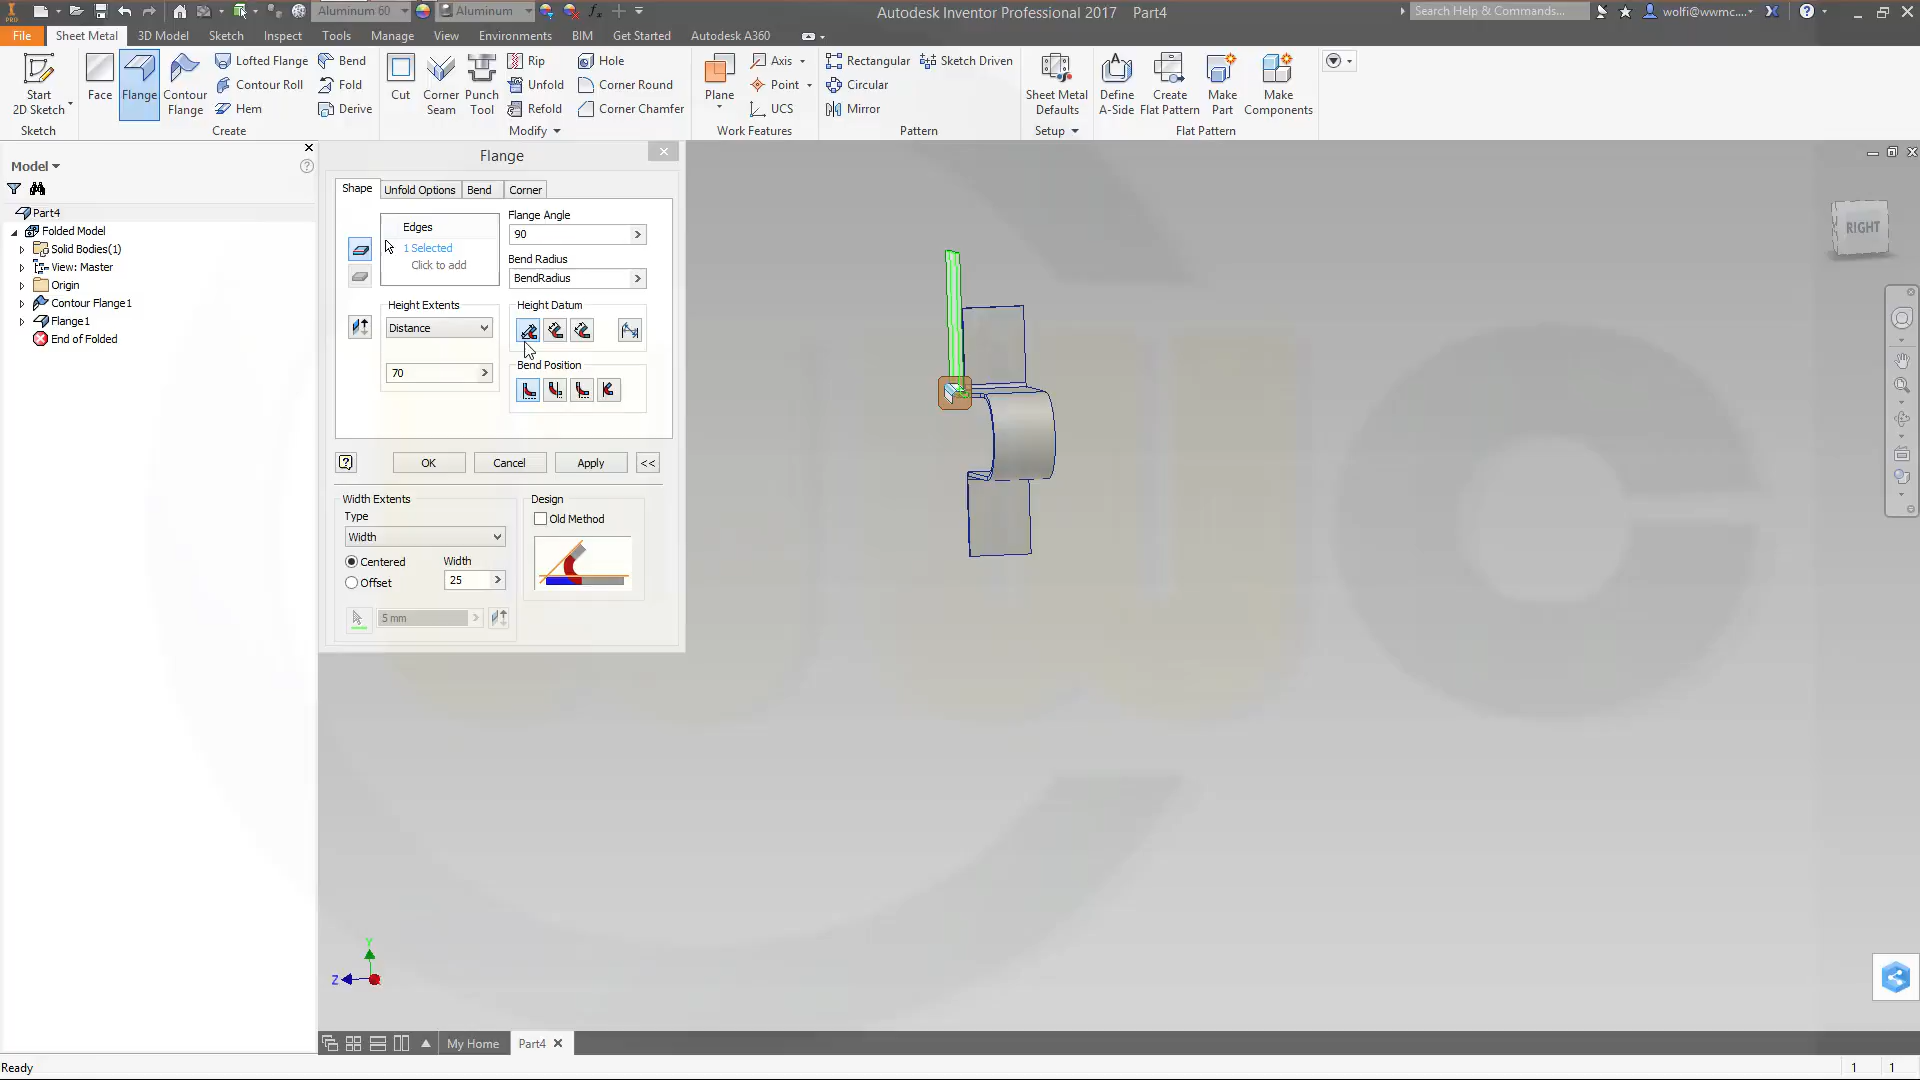 PRO
Aluminum 60
Aluminum
Autodesk Inventor Professional 2017 Part4
Search Help & Commands...
wolfi@wwmc....
File
Sheet Metal
3D Model
Sketch
Inspect
Tools
Manage
View
Environments
BIM
Get Started
Autodesk A360
Start
2D Sketch
Face
Flange
Contour
Flange
Lofted Flange
Contour Roll
Hem
Bend
Fold
Derive
Cut
Corner
Seam
Punch
Tool
Rip
Unfold
Refold
Hole
Corner Round
Corner Chamfer
Plane
Axis
Point
UCS
Rectangular
Circular
Mirror
Sketch Driven
Sheet Metal
Defaults
Define
A-Side
Create
Flat Pattern
Make
Part
Make
Components
Sketch
Create
Modify
Work Features
Pattern
Setup
Flat Pattern
Model
Part4
Folded Model
Solid Bodies(1)
View: Master
Origin
Contour Flange1
Flange1
End of Folded
Flange
Shape
Unfold Options
Bend
Corner
Edges
1 Selected
Click to add
Flange Angle
90
Bend Radius
BendRadius
Height Extents
Distance
70
Height Datum
Bend Position
OK
Cancel
Apply
<<
Width Extents
Type
Width
Centered
Offset
Width
25
5 mm
Design
Old Method
RIGHT
Y
Z
My Home
Part4
Ready
1
1